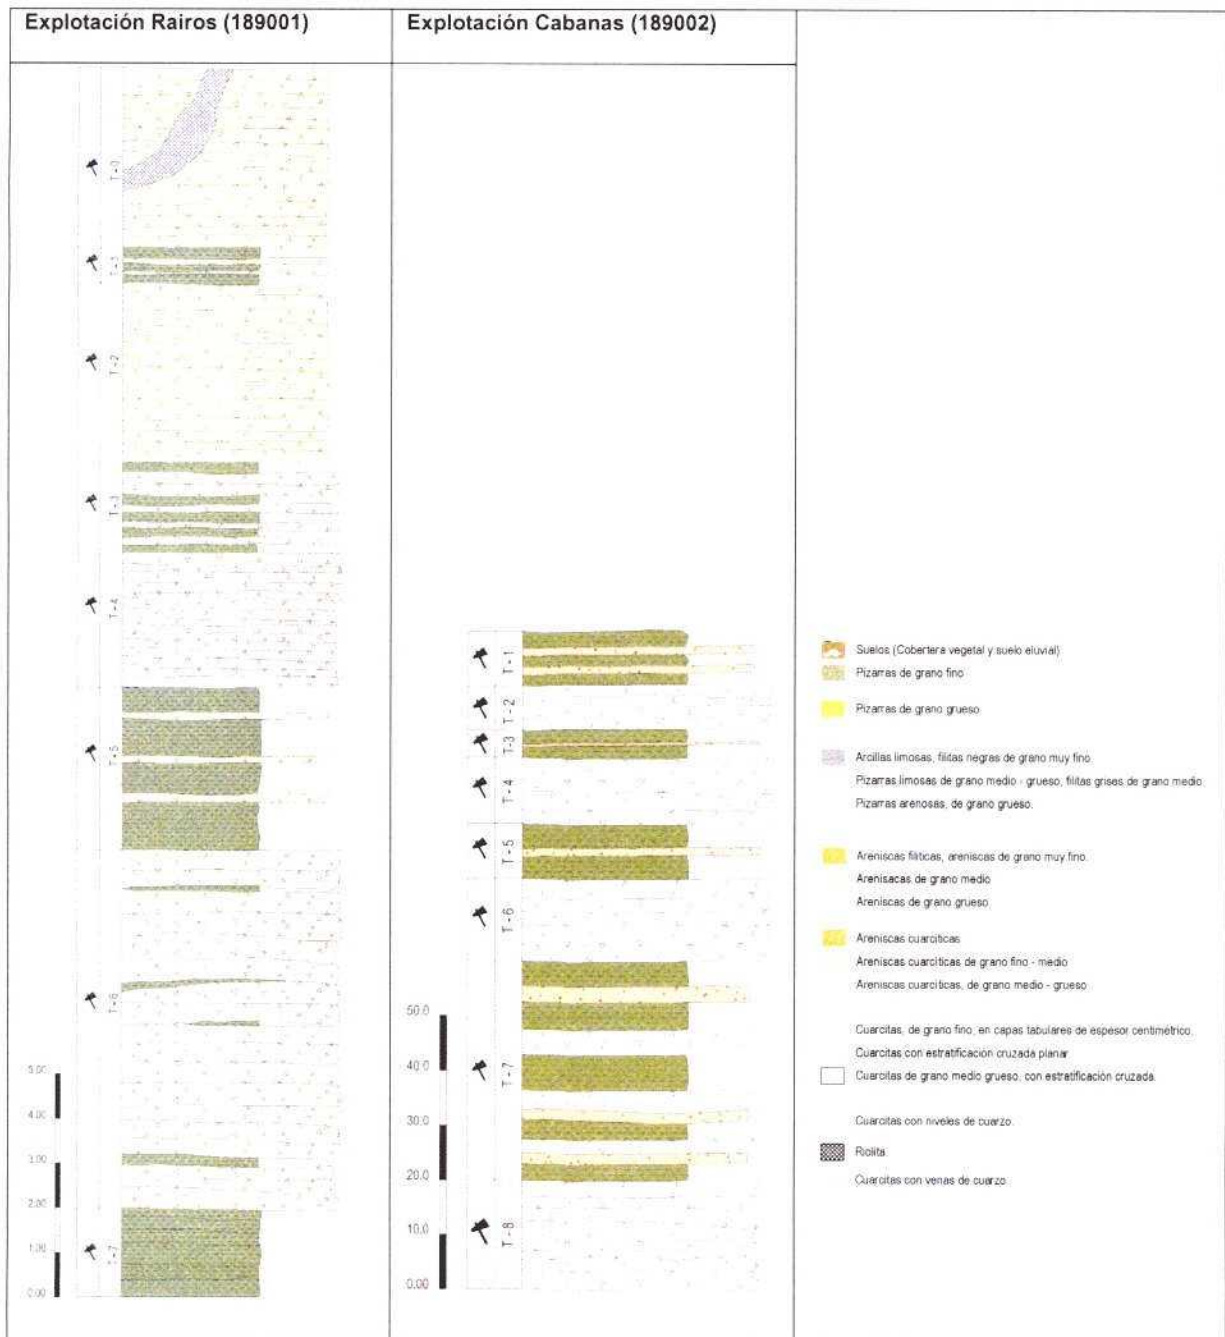 Explotación Rairos (189001)
Explotación Cabanas (189002)
T-2
T-3
T-4
T-5
T-6
T-7
5.00
4.00
3.00
2.00
1.00
0.00
T-1
T-2
T-3
T-4
T-5
T-6
T-7
T-8
50.0
40.0
30.0
20.0
10.0
0.00
Suelos (Cobertera vegetal y suelo eluvial)
Pizarras de grano fino
Pizarras de grano grueso
Arcillas limosas, filitas negras de grano muy fino.
Pizarras limosas de grano medio - grueso, filitas grises de grano medio
Pizarras arenosas, de grano grueso.
Areniscas filíticas, areniscas de grano muy fino.
Arenisacas de grano medio
Areniscas de grano grueso
Areniscas cuarcíticas
Areniscas cuarcíticas de grano fino - medio
Areniscas cuarcíticas, de grano medio - grueso
Cuarcitas, de grano fino, en capas tabulares de espesor centimétrico.
Cuarcitas con estratificación cruzada planar
Cuarcitas de grano medio grueso, con estratificación cruzada.
Cuarcitas con niveles de cuarzo.
Riolita
Cuarcitas con venas de cuarzo